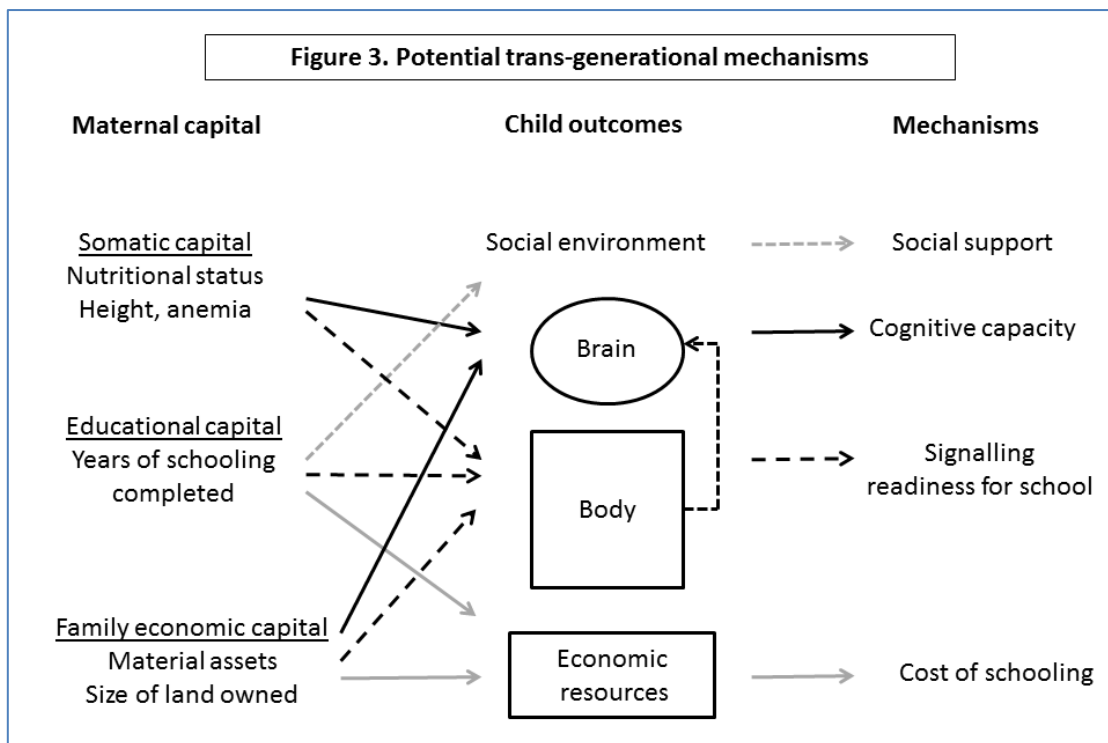 Figure 3. Potential trans-generational mechanisms
Maternal capital
Child outcomes
Mechanisms
Somatic capital
Nutritional status
Height, anemia
Educational capital
Years of schooling
completed
Family economic capital
Material assets
Size of land owned
Social environment
Brain
Body
Economic
resources
Social support
Cognitive capacity
Signalling
readiness for school
Cost of schooling